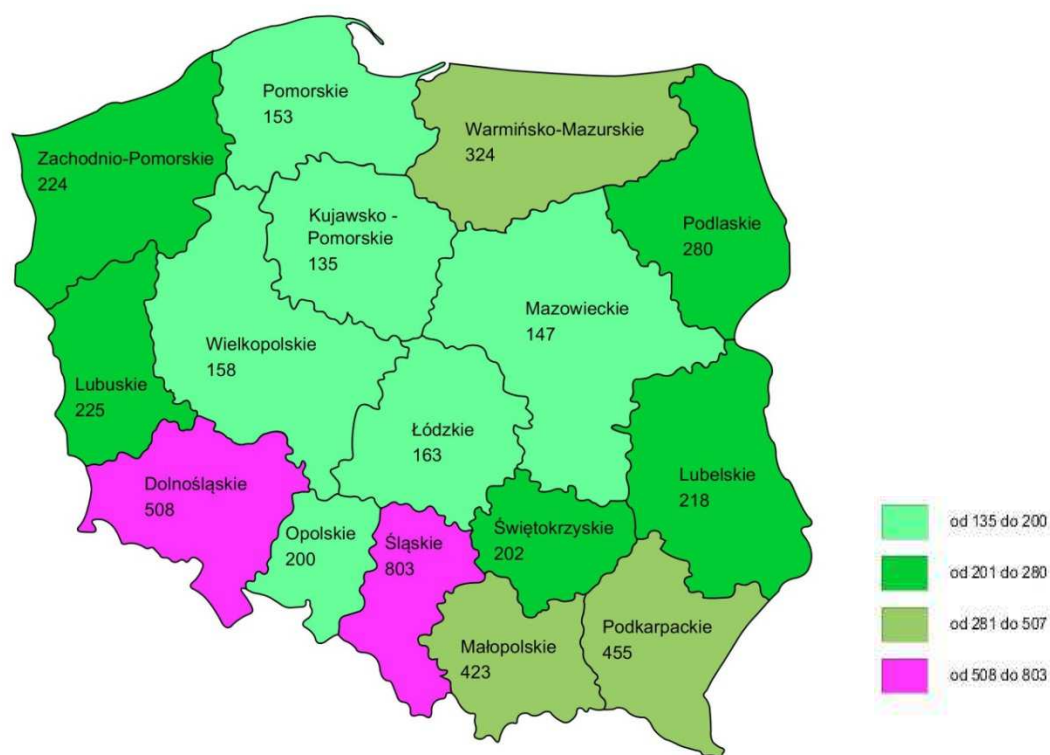 Pomorskie
153
Warmińsko-Mazurskie
324
Zachodnio-Pomorskie
224
Kujawsko -
Pomorskie
135
Podlaskie
280
Mazowieckie
147
Wielkopolskie
158
Lubuskie
225
Łódzkie
163
Lubelskie
218
Dolnośląskie
508
Opolskie
200
Śląskie
803
Świętokrzyskie
202
Małopolskie
423
Podkarpackie
455
od 135 do 200
od 201 do 280
od 281 do 507
od 508 do 803